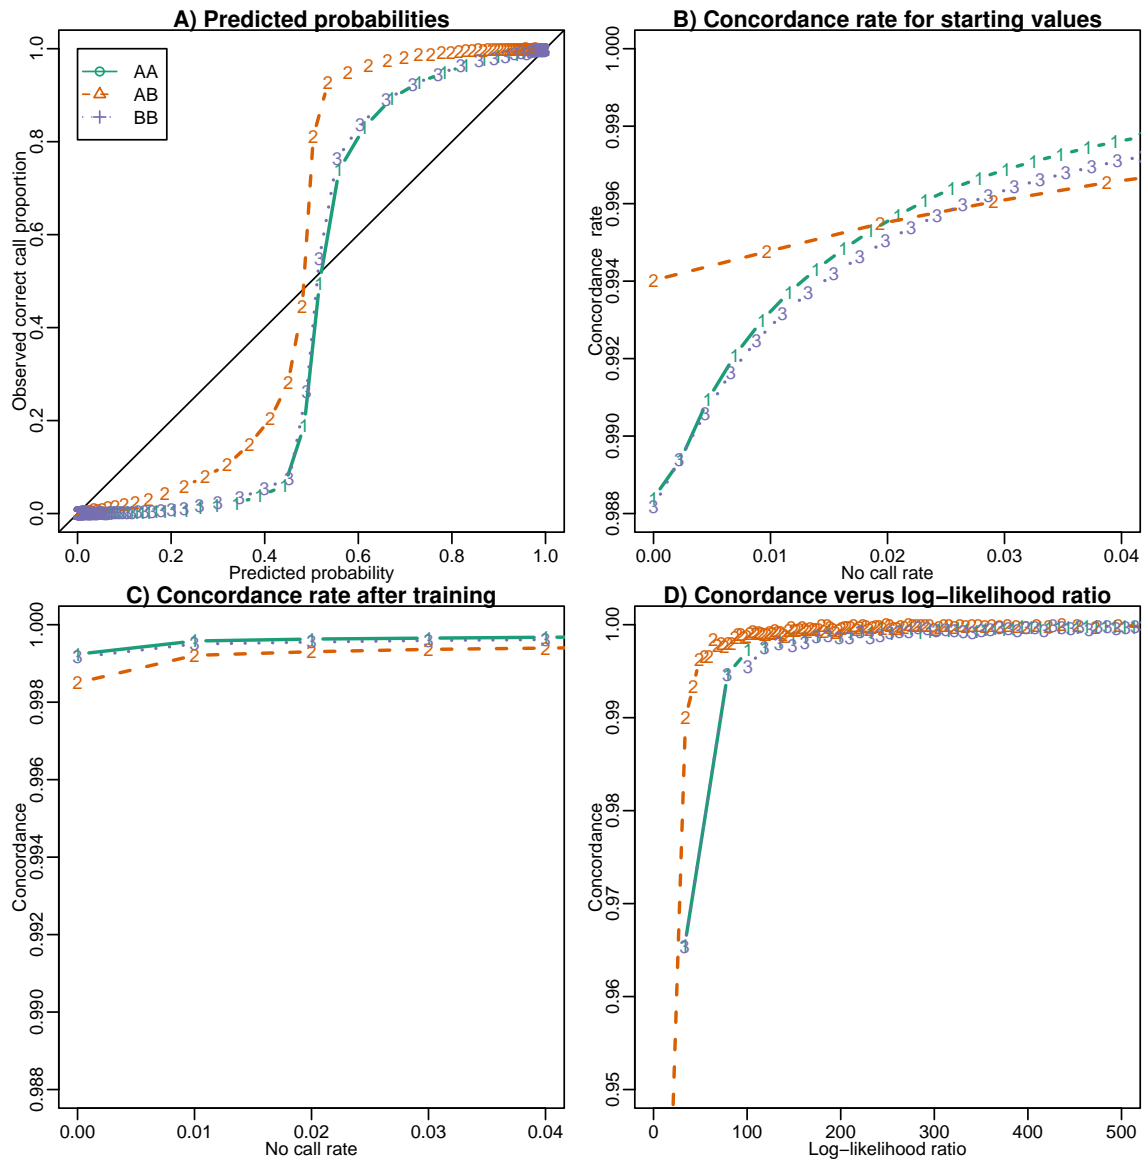 A) Predicted probabilities
AA
AB
BB
Observed correct call proportion
0.0
0.2
0.4
0.6
0.8
1.0
0.0 0.2 0.4 0.6 0.8 1.0
Predicted probability
B) Concordance rate for starting values
Concordance rate
0.988
0.990
0.992
0.994
0.996
0.998
1.000
0.00 0.01 0.02 0.03 0.04
No call rate
C) Concordance rate after training
Concordance
0.988
0.990
0.992
0.994
0.996
0.998
1.000
0.00 0.01 0.02 0.03 0.04
No call rate
D) Conordance verus log−likelihood ratio
Concordance
0.95
0.96
0.97
0.98
0.99
1.00
0 100 200 300 400 500
Log−likelihood ratio